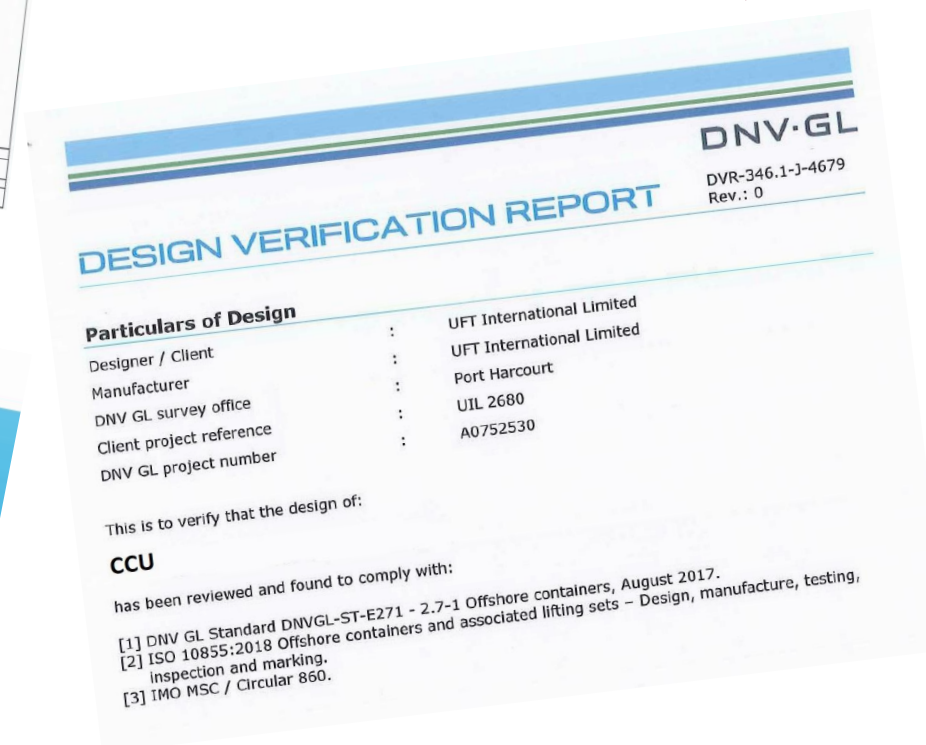 DNV·GL
DVR-346.1-J-4679
Rev.: 0
DESIGN VERIFICATION REPORT
Particulars of Design
Designer / Client : UFT International Limited
Manufacturer : UFT International Limited
DNV GL survey office : Port Harcourt
Client project reference : UIL 2680
DNV GL project number : A0752530
This is to verify that the design of:
CCU
has been reviewed and found to comply with:
[1] DNV GL Standard DNVGL-ST-E271 - 2.7-1 Offshore containers, August 2017.
[2] ISO 10855:2018 Offshore containers and associated lifting sets – Design, manufacture, testing,
inspection and marking.
[3] IMO MSC / Circular 860.